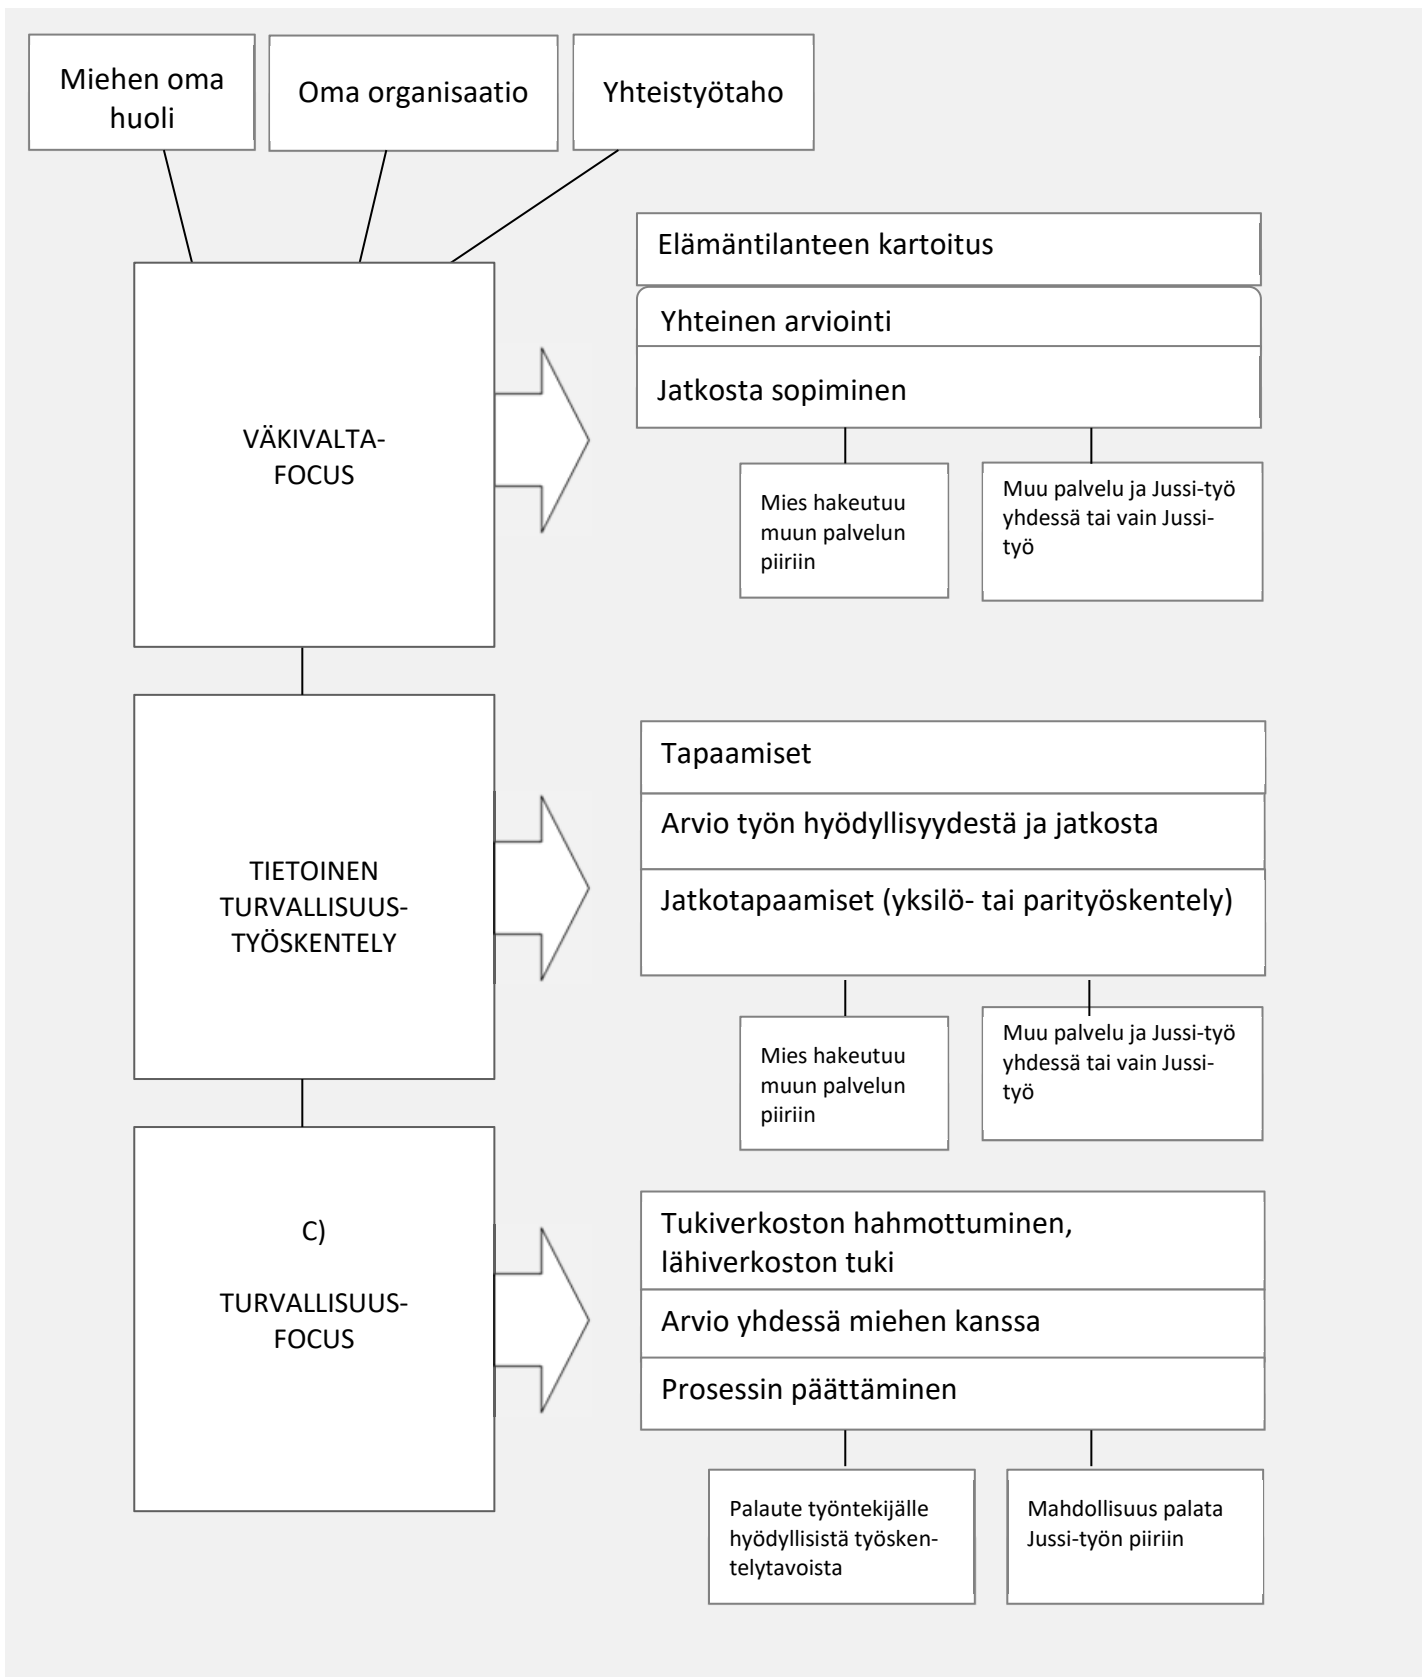 Miehen oma
huoli
Oma organisaatio
Yhteistyötaho
Elämäntilanteen kartoitus
Yhteinen arviointi
Jatkosta sopiminen
VÄKIVALTA-
FOCUS
Mies hakeutuu
muun palvelun
piiriin
Muu palvelu ja Jussi-työ
yhdessä tai vain Jussi-
työ
Tapaamiset
Arvio työn hyödyllisyydestä ja jatkosta
Jatkotapaamiset (yksilö- tai parityöskentely)
TIETOINEN
TURVALLISUUS-
TYÖSKENTELY
Mies hakeutuu
muun palvelun
piiriin
Muu palvelu ja Jussi-työ
yhdessä tai vain Jussi-
työ
C)
TURVALLISUUS-
FOCUS
Tukiverkoston hahmottuminen,
lähiverkoston tuki
Arvio yhdessä miehen kanssa
Prosessin päättäminen
Palaute työntekijälle
hyödyllisistä työsken-
telytavoista
Mahdollisuus palata
Jussi-työn piiriin